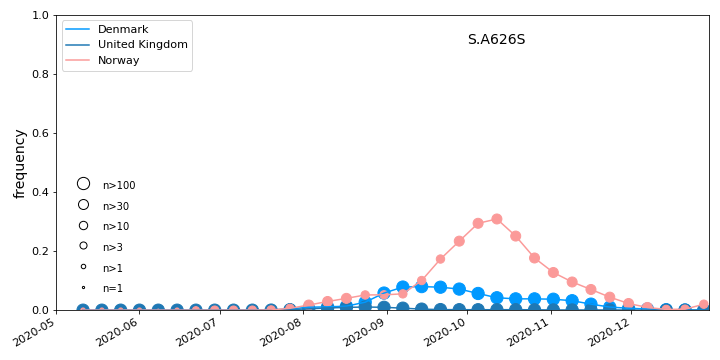 S.A626S
Denmark
United Kingdom
Norway
frequency
1.0
0.8
0.6
0.4
0.2
0.0
n>100
n>30
n>10
n>3
n>1
n=1
2020-05
2020-06
2020-07
2020-08
2020-09
2020-10
2020-11
2020-12